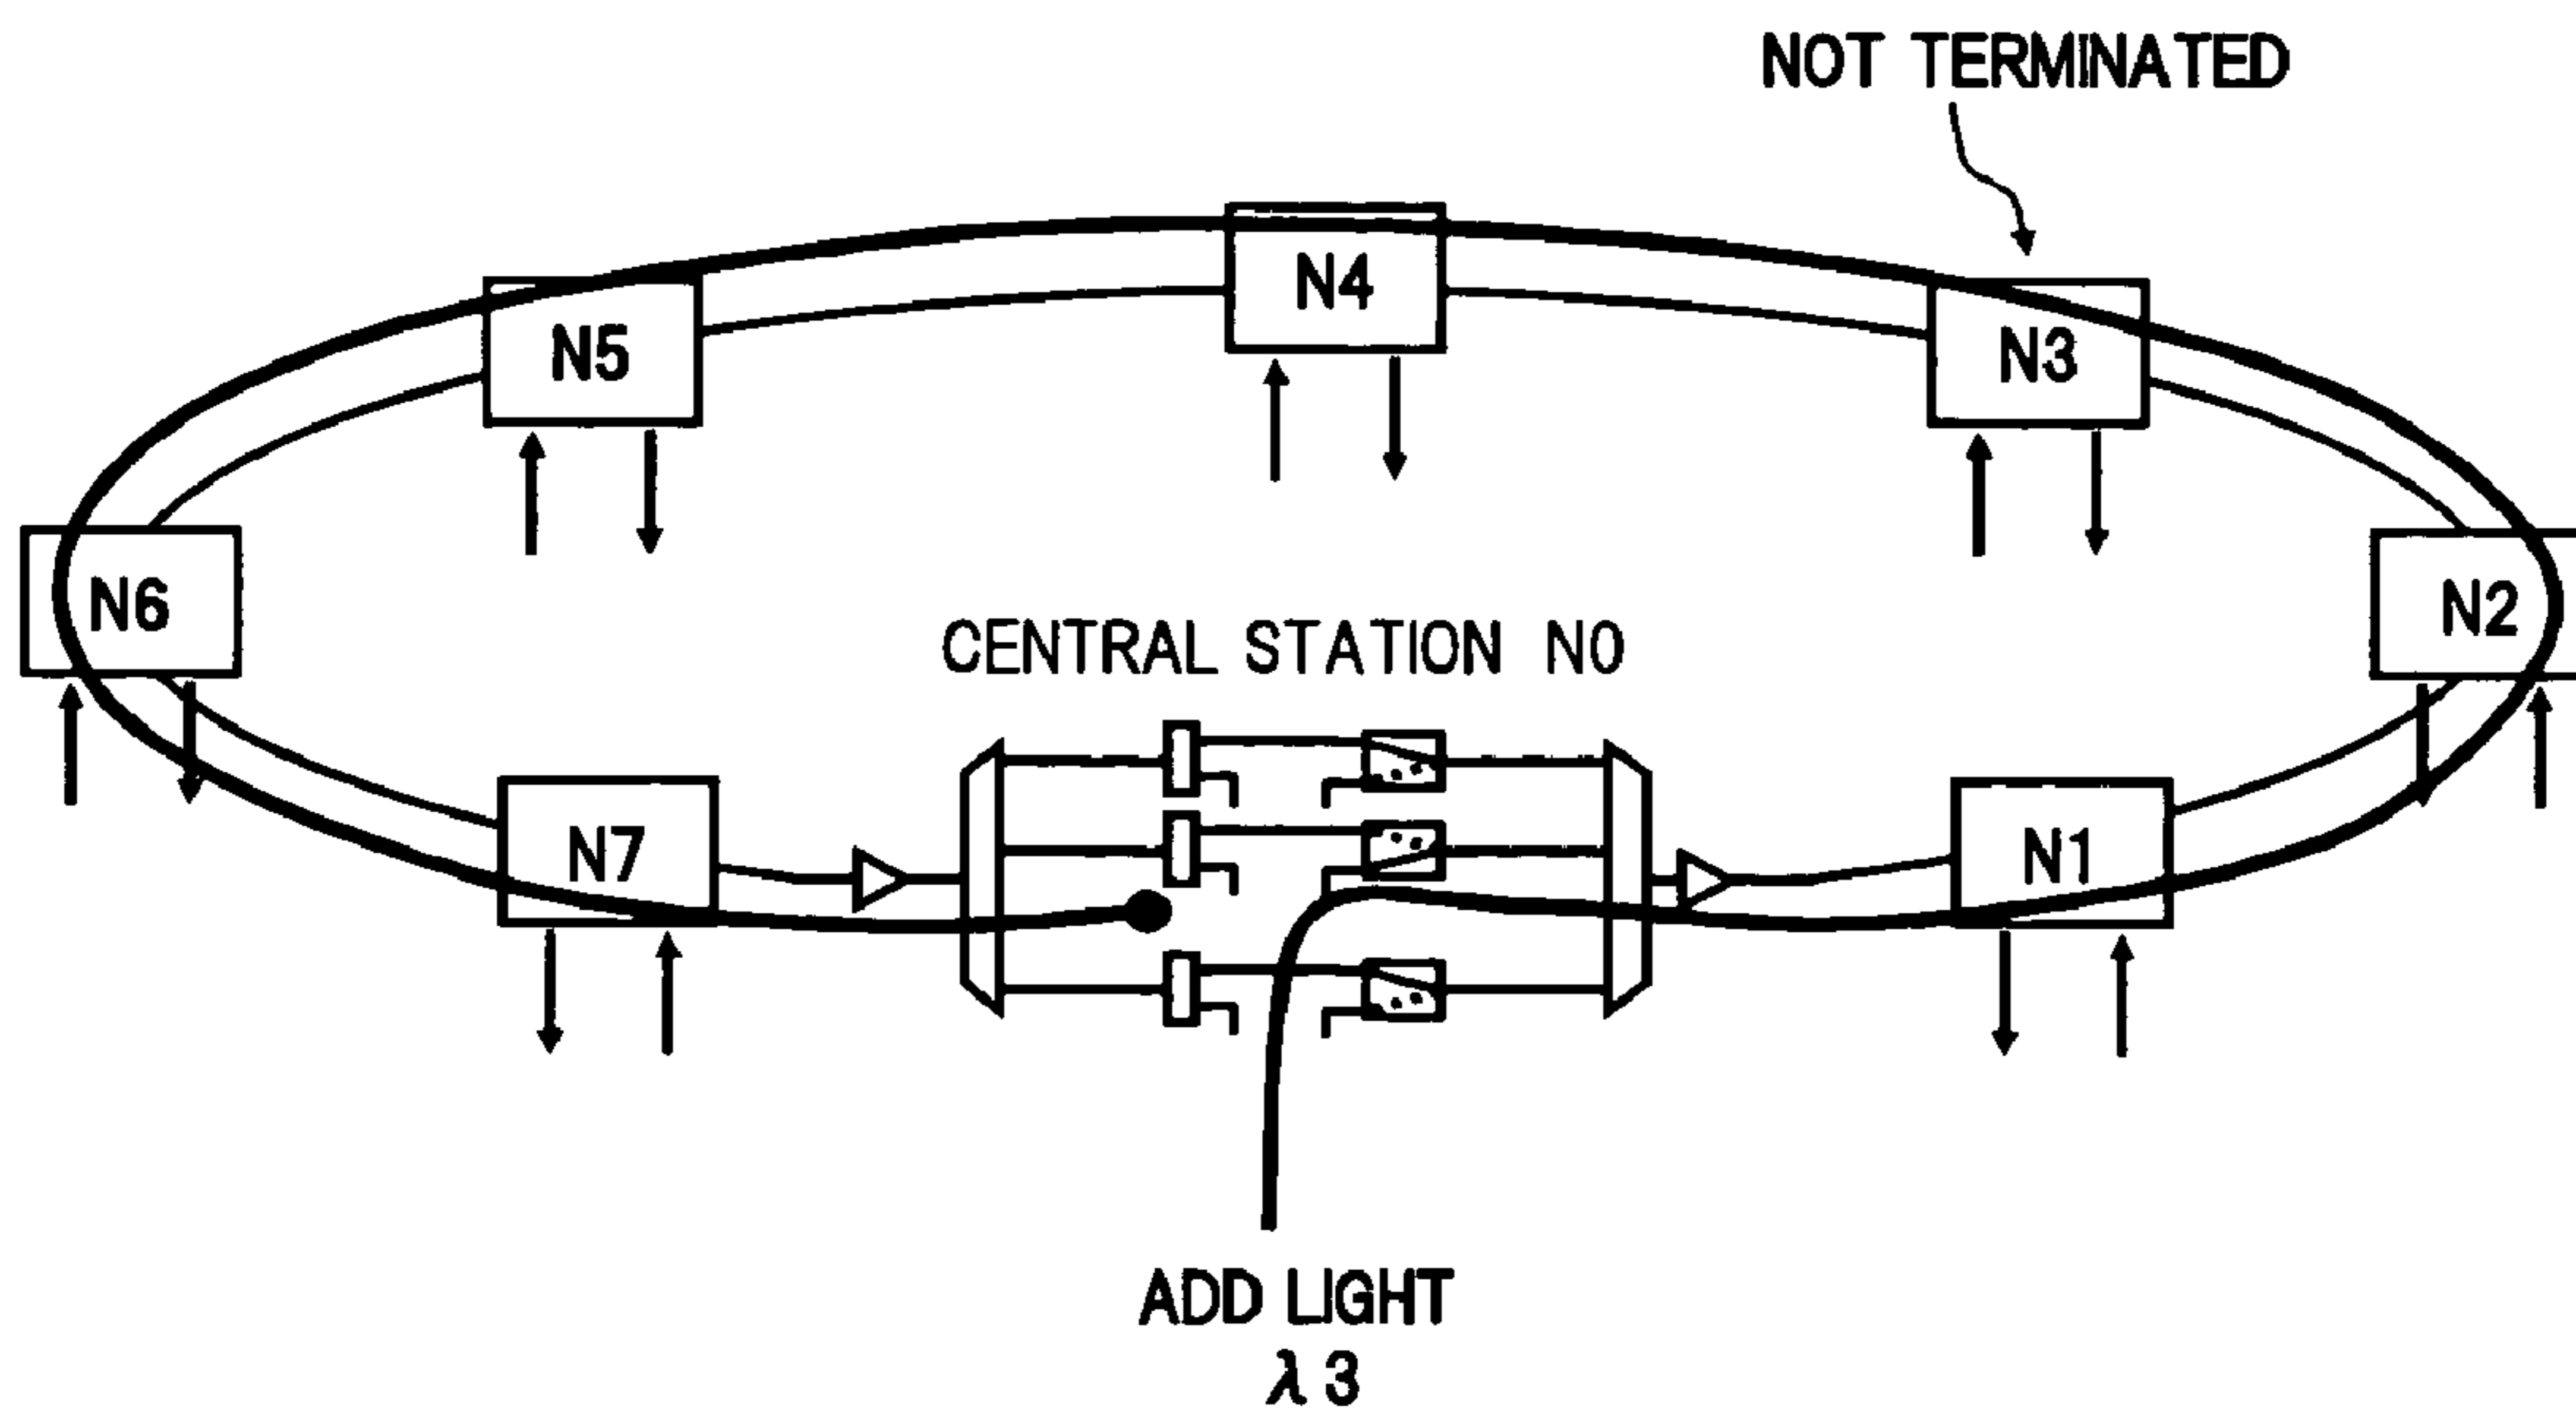 NOT TERMINATED
N4
N5
N3
N6
N2
CENTRAL STATION N0
N7
N1
ADD LIGHT
λ3